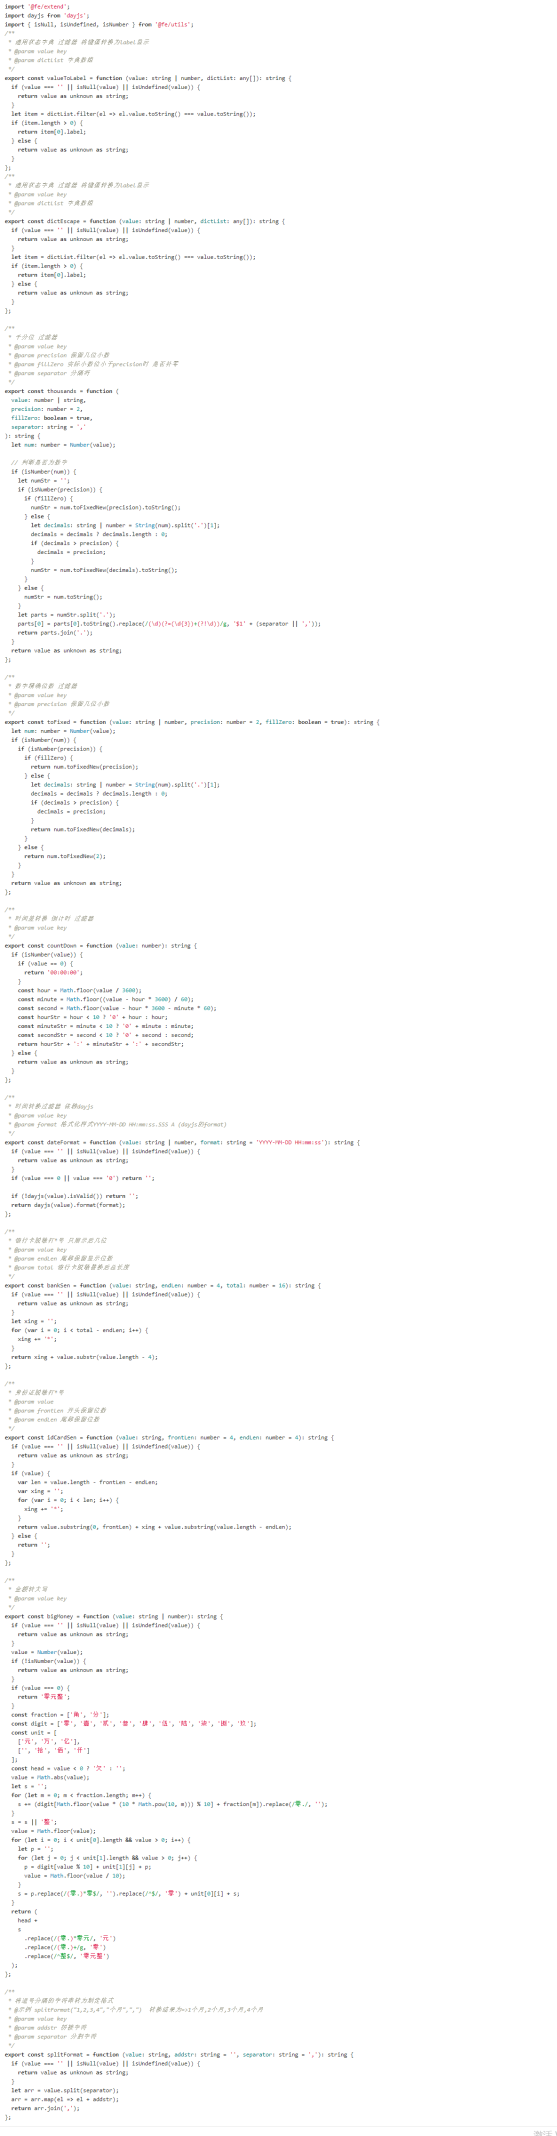 import '@fe/extend';
import dayjs from 'dayjs';
import { isNull, isUndefined, isNumber } from '@fe/utils';
/**
 * 通用状态字典 过滤器 将键值转换为label显示
 * @param value key
 * @param dictList 字典数组
 */
export const valueToLabel = function (value: string | number, dictList: any[]): string {
  if (value === '' || isNull(value) || isUndefined(value)) {
    return value as unknown as string;
  }
  let item = dictList.filter(el => el.value.toString() === value.toString());
  if (item.length > 0) {
    return item[0].label;
  } else {
    return value as unknown as string;
  }
};
/**
 * 通用状态字典 过滤器 将键值转换为label显示
 * @param value key
 * @param dictList 字典数组
 */
export const dictEscape = function (value: string | number, dictList: any[]): string {
  if (value === '' || isNull(value) || isUndefined(value)) {
    return value as unknown as string;
  }
  let item = dictList.filter(el => el.value.toString() === value.toString());
  if (item.length > 0) {
    return item[0].label;
  } else {
    return value as unknown as string;
  }
};

/**
 * 千分位 过滤器
 * @param value key
 * @param precision 保留几位小数
 * @param fillZero 实际小数位小于precision时 是否补零
 * @param separator 分隔符
 */
export const thousands = function (
  value: number | string,
  precision: number = 2,
  fillZero: boolean = true,
  separator: string = ','
): string {
  let num: number = Number(value);

  // 判断是否为数字
  if (isNumber(num)) {
    let numStr = '';
    if (isNumber(precision)) {
      if (fillZero) {
        numStr = num.toFixedNew(precision).toString();
      } else {
        let decimals: string | number = String(num).split('.')[1];
        decimals = decimals ? decimals.length : 0;
        if (decimals > precision) {
          decimals = precision;
        }
        numStr = num.toFixedNew(decimals).toString();
      }
    } else {
      numStr = num.toString();
    }
    let parts = numStr.split('.');
    parts[0] = parts[0].toString().replace(/(\d)(?=(\d{3})+(?!\d))/g, '$1' + (separator || ','));
    return parts.join('.');
  }
  return value as unknown as string;
};

/**
 * 数字精确位数 过滤器
 * @param value key
 * @param precision 保留几位小数
 */
export const toFixed = function (value: string | number, precision: number = 2, fillZero: boolean = true): string {
  let num: number = Number(value);
  if (isNumber(num)) {
    if (isNumber(precision)) {
      if (fillZero) {
        return num.toFixedNew(precision);
      } else {
        let decimals: string | number = String(num).split('.')[1];
        decimals = decimals ? decimals.length : 0;
        if (decimals > precision) {
          decimals = precision;
        }
        return num.toFixedNew(decimals);
      }
    } else {
      return num.toFixedNew(2);
    }
  }
  return value as unknown as string;
};

/**
 * 时间差转换 倒计时 过滤器
 * @param value key
 */
export const countDown = function (value: number): string {
  if (isNumber(value)) {
    if (value == 0) {
      return '00:00:00';
    }
    const hour = Math.floor(value / 3600);
    const minute = Math.floor((value - hour * 3600) / 60);
    const second = Math.floor(value - hour * 3600 - minute * 60);
    const hourStr = hour < 10 ? '0' + hour : hour;
    const minuteStr = minute < 10 ? '0' + minute : minute;
    const secondStr = second < 10 ? '0' + second : second;
    return hourStr + ':' + minuteStr + ':' + secondStr;
  } else {
    return value as unknown as string;
  }
};

/**
 * 时间转换过滤器 依赖dayjs
 * @param value key
 * @param format 格式化样式YYYY-MM-DD HH:mm:ss.SSS A (dayjs的format)
 */
export const dateFormat = function (value: string | number, format: string = 'YYYY-MM-DD HH:mm:ss'): string {
  if (value === '' || isNull(value) || isUndefined(value)) {
    return value as unknown as string;
  }
  if (value === 0 || value === '0') return '';

  if (!dayjs(value).isValid()) return '';
  return dayjs(value).format(format);
};

/**
 * 银行卡脱敏打*号 只展示后几位
 * @param value key
 * @param endLen 尾部保留显示位数
 * @param total 银行卡脱敏替换后总长度
 */
export const bankSen = function (value: string, endLen: number = 4, total: number = 16): string {
  if (value === '' || isNull(value) || isUndefined(value)) {
    return value as unknown as string;
  }
  let xing = '';
  for (var i = 0; i < total - endLen; i++) {
    xing += '*';
  }
  return xing + value.substr(value.length - 4);
};

/**
 * 身份证脱敏打*号
 * @param value
 * @param frontLen 开头保留位数
 * @param endLen 尾部保留位数
 */
export const idCardSen = function (value: string, frontLen: number = 4, endLen: number = 4): string {
  if (value === '' || isNull(value) || isUndefined(value)) {
    return value as unknown as string;
  }
  if (value) {
    var len = value.length - frontLen - endLen;
    var xing = '';
    for (var i = 0; i < len; i++) {
      xing += '*';
    }
    return value.substring(0, frontLen) + xing + value.substring(value.length - endLen);
  } else {
    return '';
  }
};

/**
 * 金额转大写
 * @param value key
 */
export const bigMoney = function (value: string | number): string {
  if (value === '' || isNull(value) || isUndefined(value)) {
    return value as unknown as string;
  }
  value = Number(value);
  if (!isNumber(value)) {
    return value as unknown as string;
  }
  if (value === 0) {
    return '零元整';
  }
  const fraction = ['角', '分'];
  const digit = ['零', '壹', '贰', '叁', '肆', '伍', '陆', '柒', '捌', '玖'];
  const unit = [
    ['元', '万', '亿'],
    ['', '拾', '佰', '仟']
  ];
  const head = value < 0 ? '欠' : '';
  value = Math.abs(value);
  let s = '';
  for (let m = 0; m < fraction.length; m++) {
    s += (digit[Math.floor(value * (10 * Math.pow(10, m))) % 10] + fraction[m]).replace(/零./, '');
  }
  s = s || '整';
  value = Math.floor(value);
  for (let i = 0; i < unit[0].length && value > 0; i++) {
    let p = '';
    for (let j = 0; j < unit[1].length && value > 0; j++) {
      p = digit[value % 10] + unit[1][j] + p;
      value = Math.floor(value / 10);
    }
    s = p.replace(/(零.)*零$/, '').replace(/^$/, '零') + unit[0][i] + s;
  }
  return (
    head +
    s
      .replace(/(零.)*零元/, '元')
      .replace(/(零.)+/g, '零')
      .replace(/^整$/, '零元整')
  );
};

/**
 * 将逗号分隔的字符串转为制定格式
 * @示例 splitFormat("1,2,3,4","个月",",")  转换结果为=>1个月,2个月,3个月,4个月
 * @param value key
 * @param addstr 拼接字符
 * @param separator 分割字符
 */
export const splitFormat = function (value: string, addstr: string = '', separator: string = ','): string {
  if (value === '' || isNull(value) || isUndefined(value)) {
    return value as unknown as string;
  }
  let arr = value.split(separator);
  arr = arr.map(el => el + addstr);
  return arr.join(',');
};